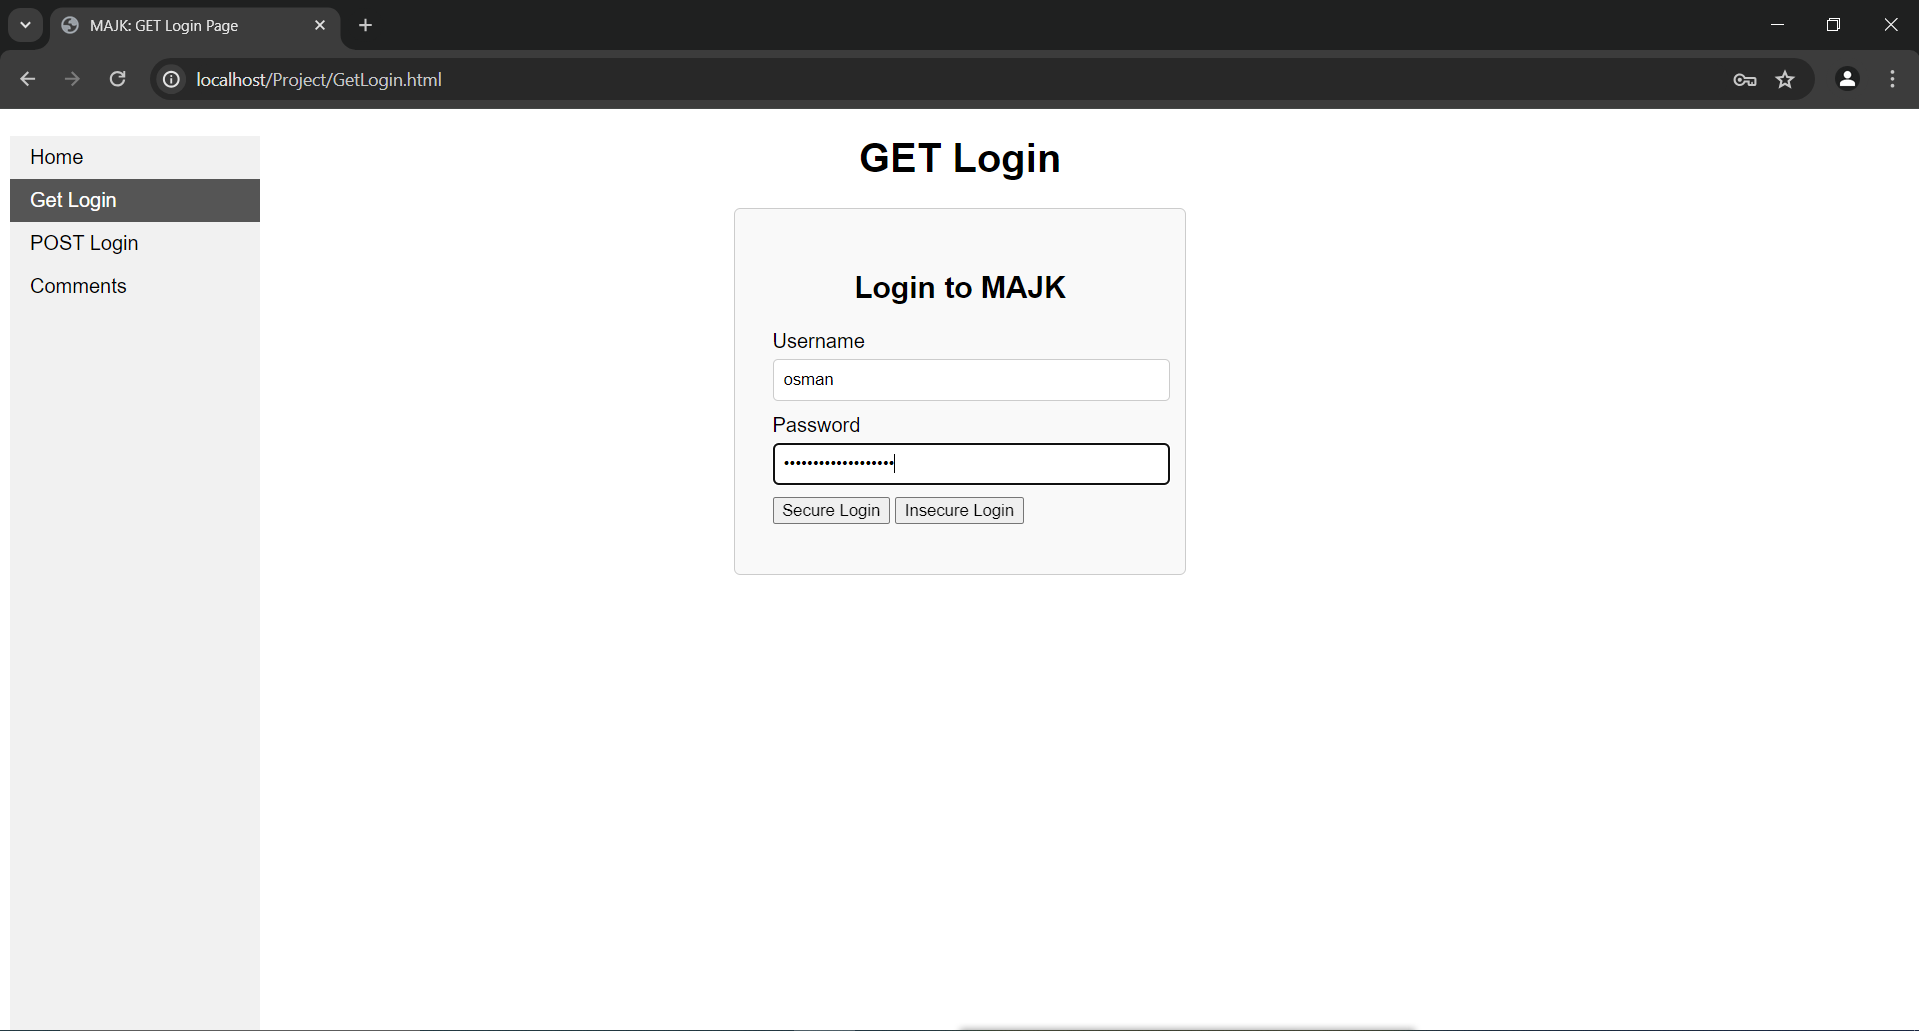 MAJK: GET Login Page
localhost/Project/GetLogin.html
Home
Get Login
POST Login
Comments
GET Login
Login to MAJK
Username
osman
Password
•••••••••••••••••••
Secure Login Insecure Login